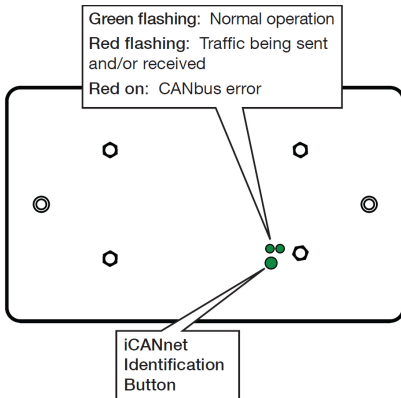 Green flashing: Normal operation
Red flashing: Traffic being sent
and/or received
Red on: CANbus error
iCANnet
Identification
Button